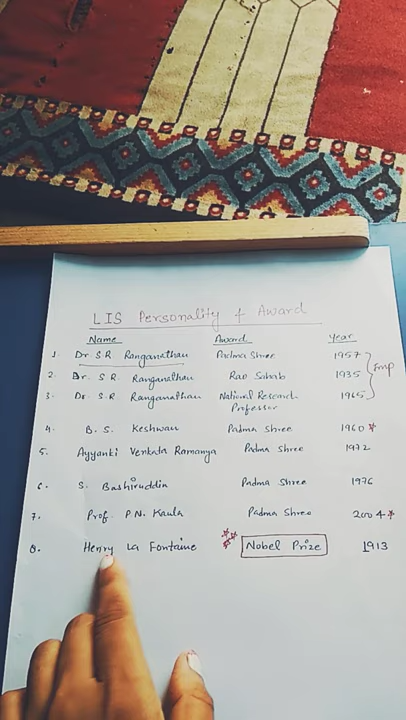 LIS Personality & Award
Name Award Year
1. Dr S.R Ranganathan Padma Shree 1957
2. Dr. S.R. Ranganathan Rao Sahab 1935 Imp
3. Dr. S.R Ranganathan National Research 1965
Professor
4. B. S. Keshwan Padma Shree 1960 *
5. Ayyanki Venkata Ramanya Padma Shree 1972
6. S. Bashiruddin Padma Shree 1976
7. Prof. P.N. Kaula Padma Shree 2004 *
8. Henry La Fontaine Nobel Prize 1913